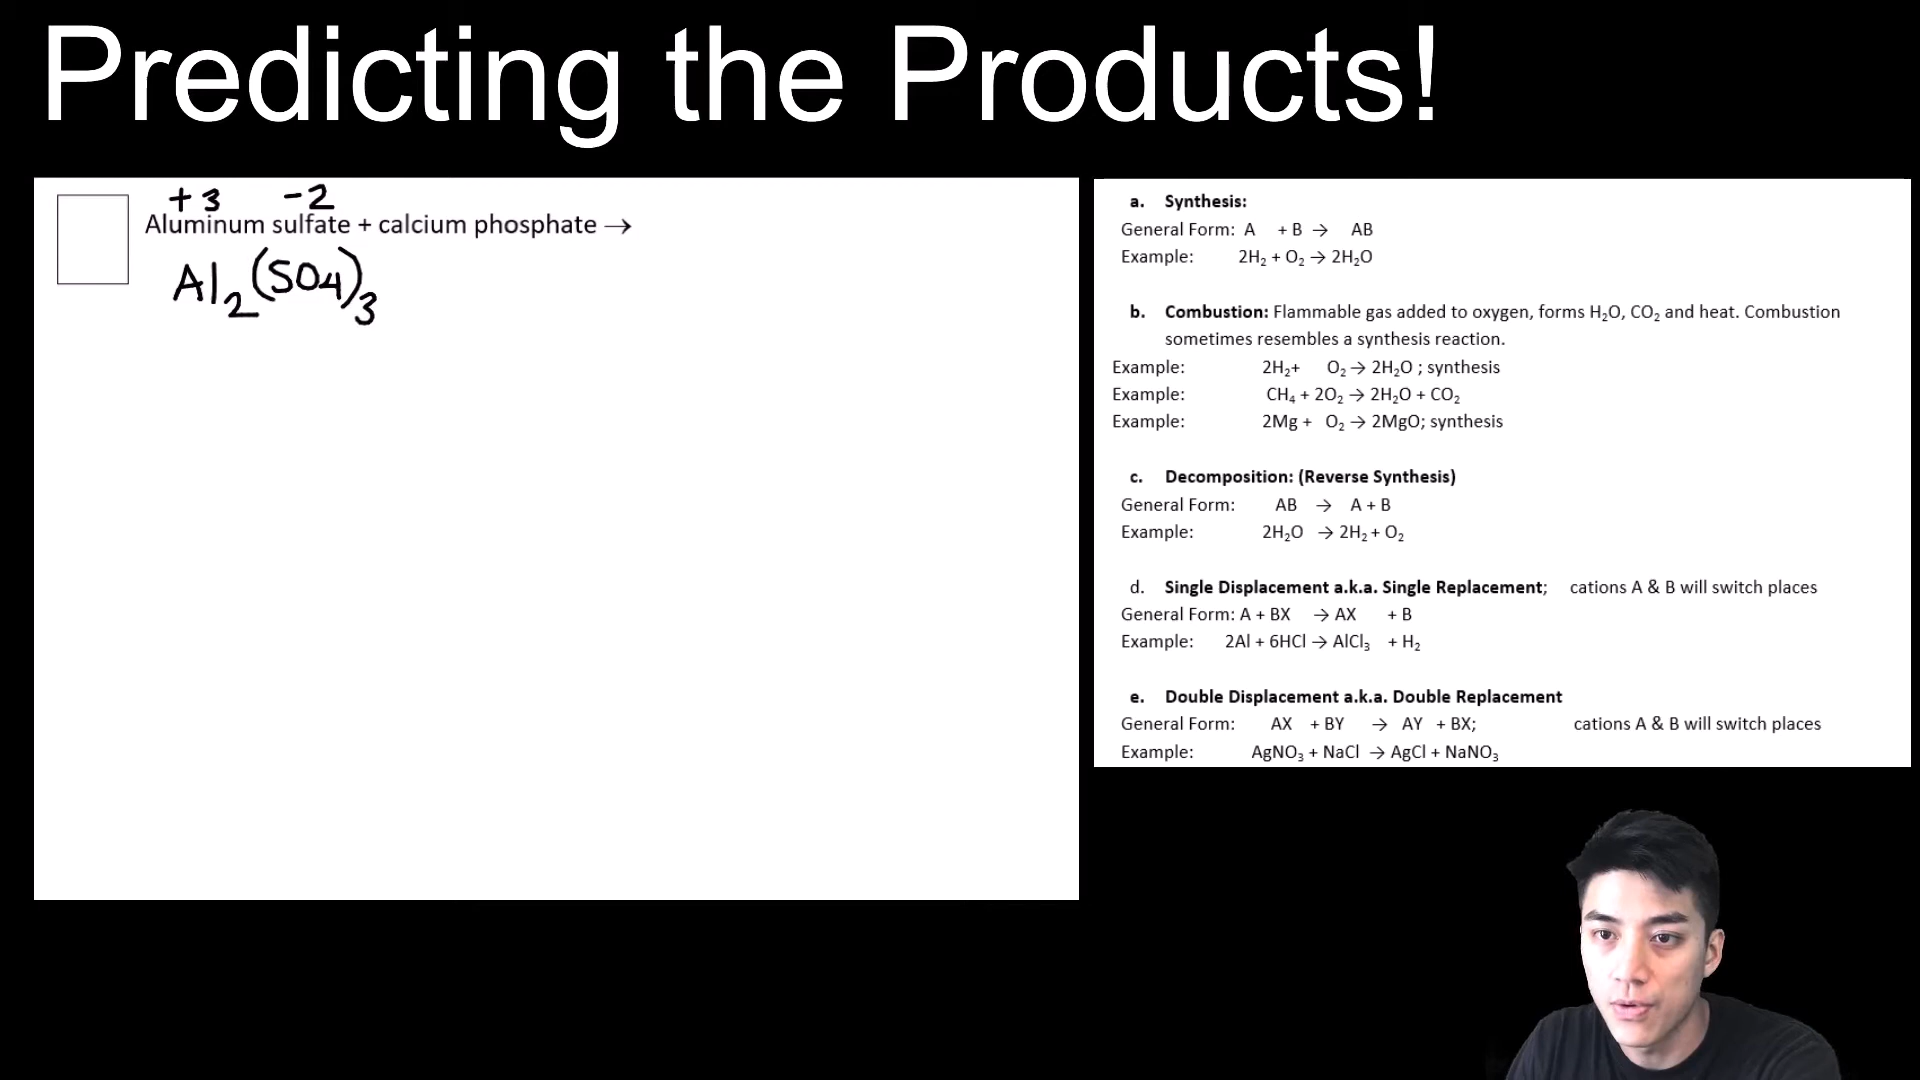 Predicting the Products!
+3 -2
Aluminum sulfate + calcium phosphate →
Al₂(SO₄)₃
a. Synthesis:
General Form: A + B → AB
Example: 2H₂ + O₂ → 2H₂O
b. Combustion: Flammable gas added to oxygen, forms H₂O, CO₂ and heat. Combustion
sometimes resembles a synthesis reaction.
Example: 2H₂+ O₂ → 2H₂O ; synthesis
Example: CH₄ + 2O₂ → 2H₂O + CO₂
Example: 2Mg + O₂ → 2MgO; synthesis
c. Decomposition: (Reverse Synthesis)
General Form: AB → A + B
Example: 2H₂O → 2H₂ + O₂
d. Single Displacement a.k.a. Single Replacement; cations A & B will switch places
General Form: A + BX → AX + B
Example: 2Al + 6HCl → AlCl₃ + H₂
e. Double Displacement a.k.a. Double Replacement
General Form: AX + BY → AY + BX; cations A & B will switch places
Example: AgNO₃ + NaCl → AgCl + NaNO₃